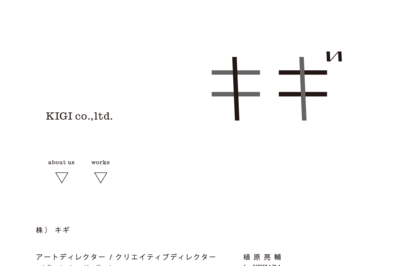 キギ
KIGI co.,ltd.
about us works
株） キギ
アートディレクター / クリエイティブディレクター
植 原 亮 輔